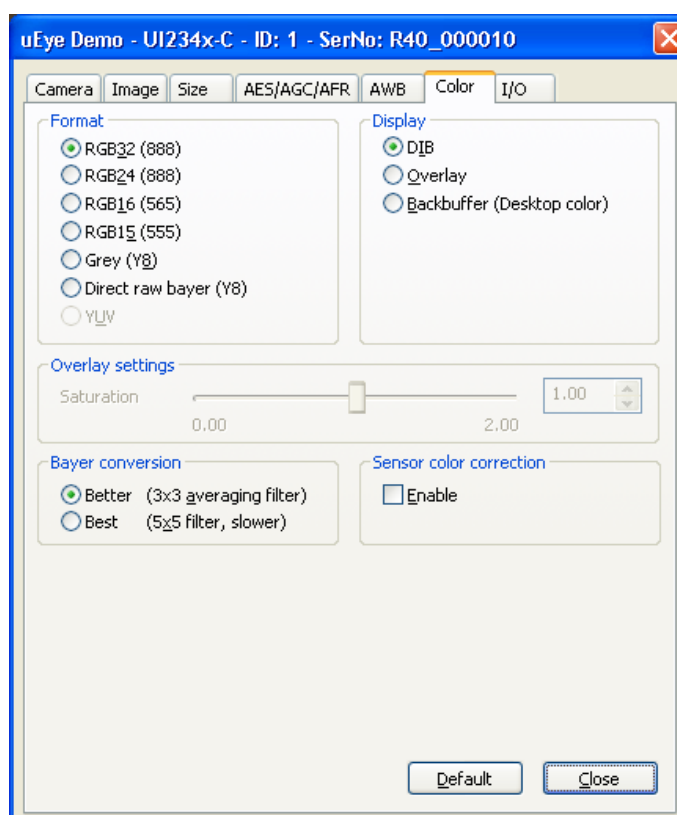 uEye Demo - UI234x-C - ID: 1 - SerNo: R40_000010
Camera Image Size AES/AGC/AFR AWB Color I/O
Format
RGB32 (888)
RGB24 (888)
RGB16 (565)
RGB15 (555)
Grey (Y8)
Direct raw bayer (Y8)
YUV
Display
DIB
Overlay
Backbuffer (Desktop color)
Overlay settings
Saturation 1.00
0.00 2.00
Bayer conversion
Better (3x3 averaging filter)
Best (5x5 filter, slower)
Sensor color correction
Enable
Default Close